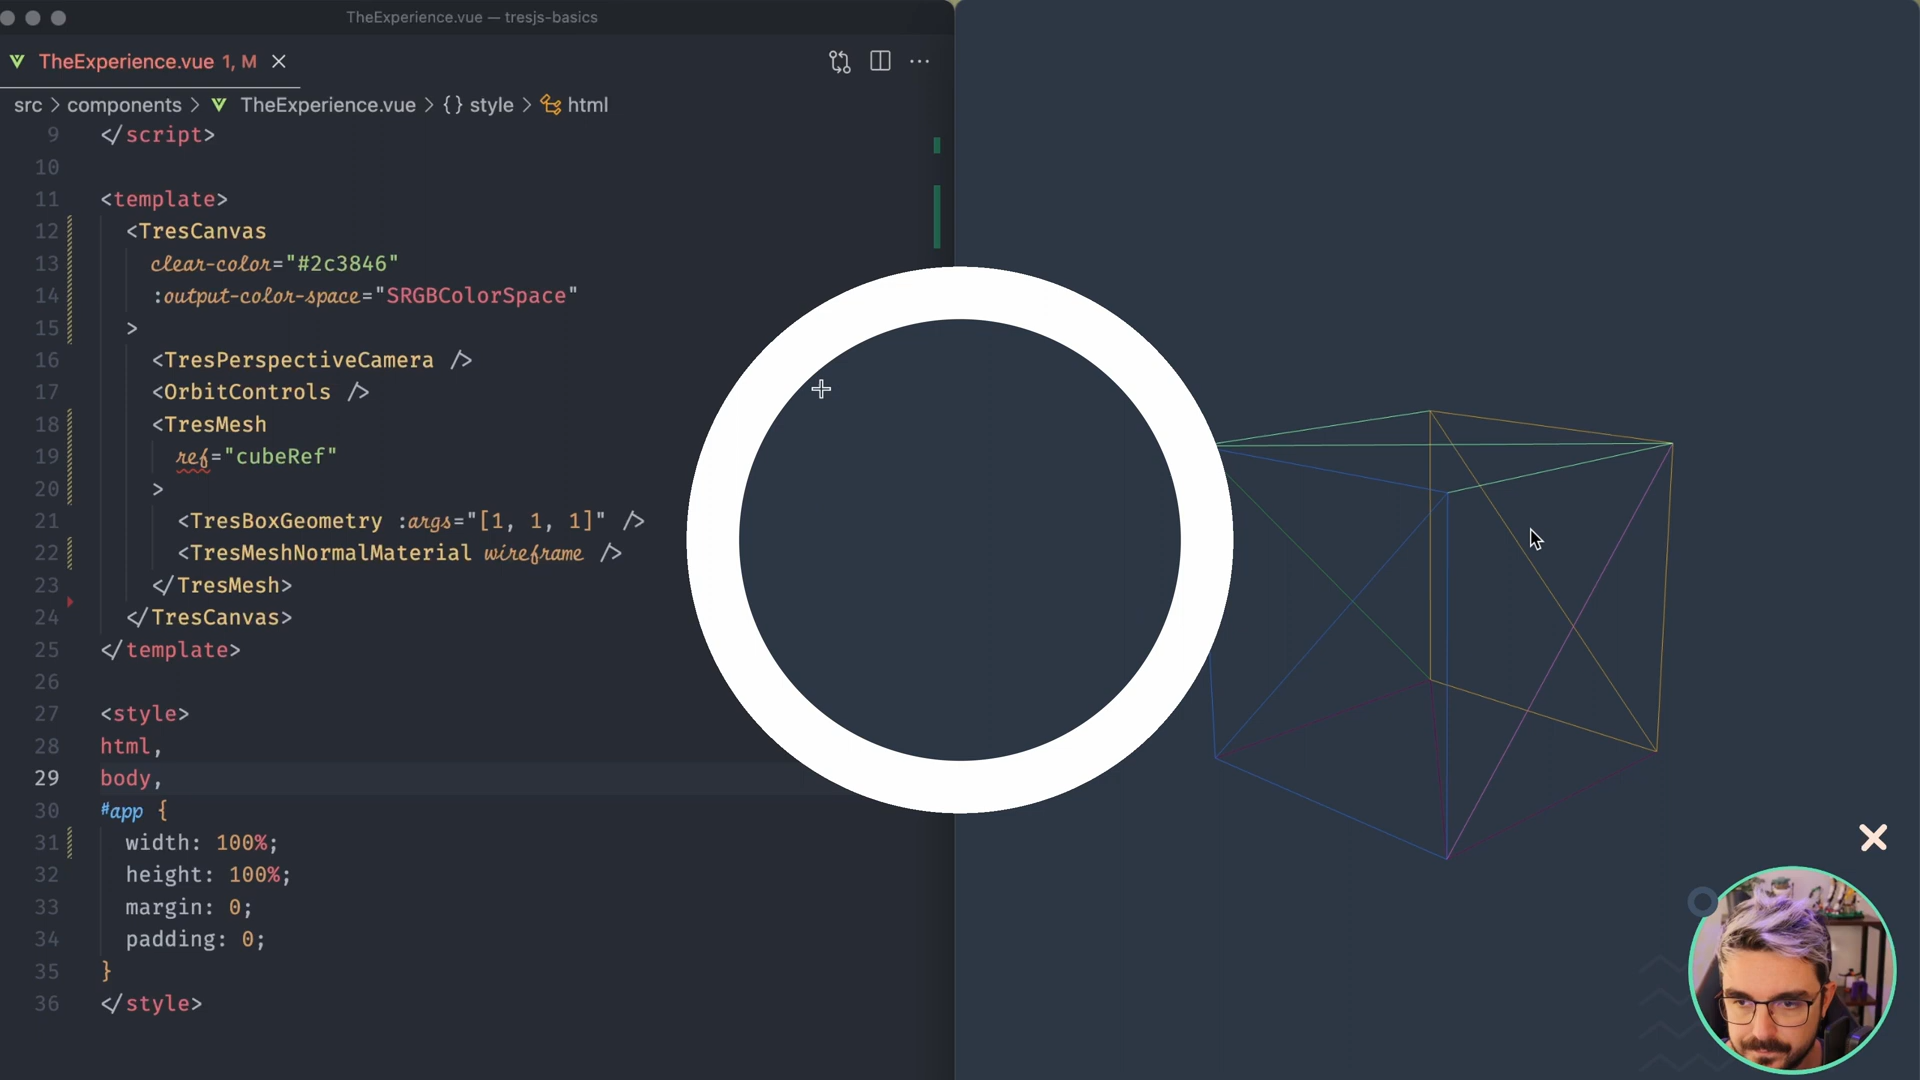 TheExperience.vue — tresjs-basics
TheExperience.vue 1, M
src > components > TheExperience.vue > {} style > html
9 </script>
10
11 <template>
12 <TresCanvas
13 clear-color="#2c3846"
14 :output-color-space="SRGBColorSpace"
15 >
16 <TresPerspectiveCamera />
17 <OrbitControls />
18 <TresMesh
19 ref="cubeRef"
20 >
21 <TresBoxGeometry :args="[1, 1, 1]" />
22 <TresMeshNormalMaterial wireframe />
23 </TresMesh>
24 </TresCanvas>
25 </template>
26
27 <style>
28 html,
29 body,
30 #app {
31 width: 100%;
32 height: 100%;
33 margin: 0;
34 padding: 0;
35 }
36 </style>